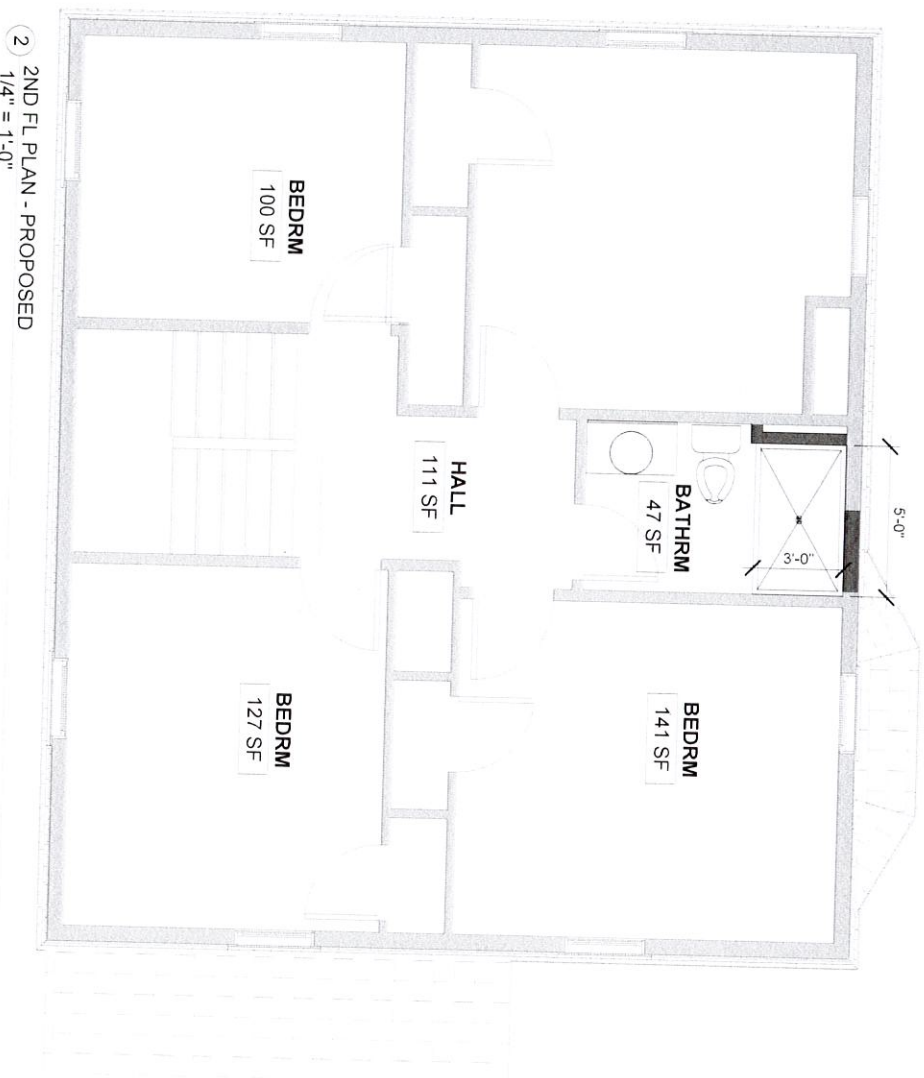 BEDRM
141 SF
5'-0"
3'-0"
BATHRM
47 SF
HALL
111 SF
BEDRM
127 SF
BEDRM
100 SF
2
2ND FL PLAN - PROPOSED
1/4" = 1'-0"